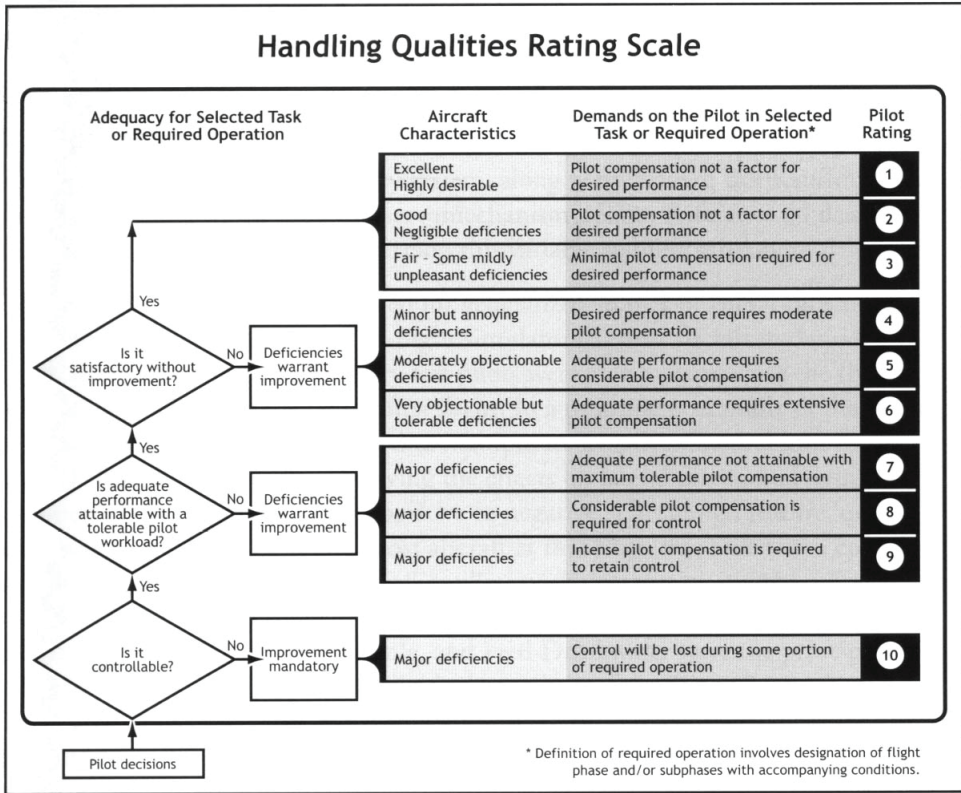 Handling Qualities Rating Scale
Adequacy for Selected Task
or Required Operation
Aircraft
Characteristics
Demands on the Pilot in Selected
Task or Required Operation*
Pilot
Rating
Excellent
Highly desirable
Pilot compensation not a factor for
desired performance
1
Good
Negligible deficiencies
Pilot compensation not a factor for
desired performance
2
Fair – Some mildly
unpleasant deficiencies
Minimal pilot compensation required for
desired performance
3
Yes
Is it
satisfactory without
improvement?
No
Deficiencies
warrant
improvement
Minor but annoying
deficiencies
Desired performance requires moderate
pilot compensation
4
Moderately objectionable
deficiencies
Adequate performance requires
considerable pilot compensation
5
Very objectionable but
tolerable deficiencies
Adequate performance requires extensive
pilot compensation
6
Yes
Is adequate
performance
attainable with a
tolerable pilot
workload?
No
Deficiencies
warrant
improvement
Major deficiencies
Adequate performance not attainable with
maximum tolerable pilot compensation
7
Major deficiencies
Considerable pilot compensation is
required for control
8
Major deficiencies
Intense pilot compensation is required
to retain control
9
Yes
Is it
controllable?
No
Improvement
mandatory
Major deficiencies
Control will be lost during some portion
of required operation
10
Pilot decisions
* Definition of required operation involves designation of flight
phase and/or subphases with accompanying conditions.